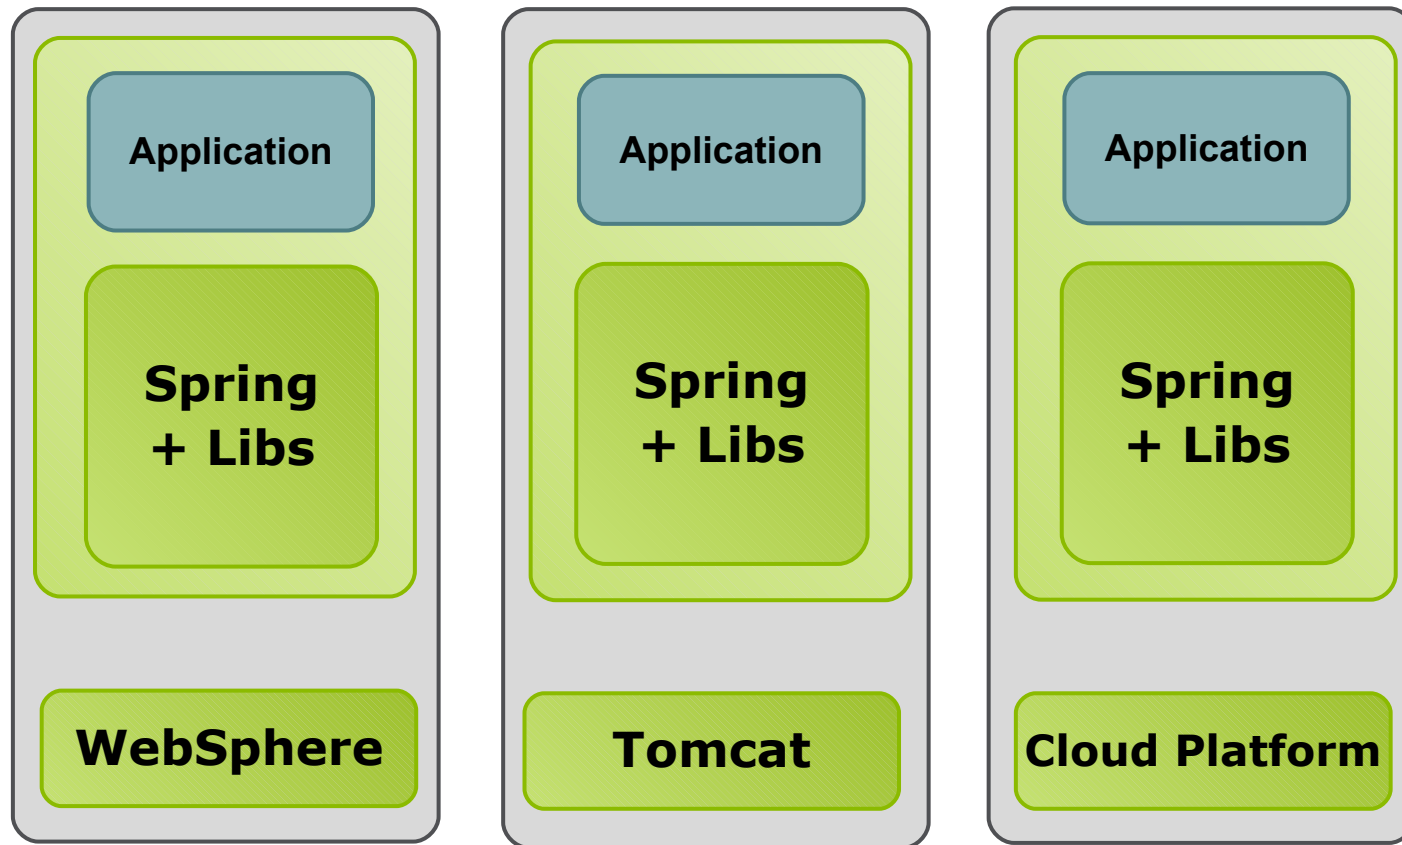 Application
Spring
+ Libs
WebSphere
Application
Spring
+ Libs
Tomcat
Application
Spring
+ Libs
Cloud Platform